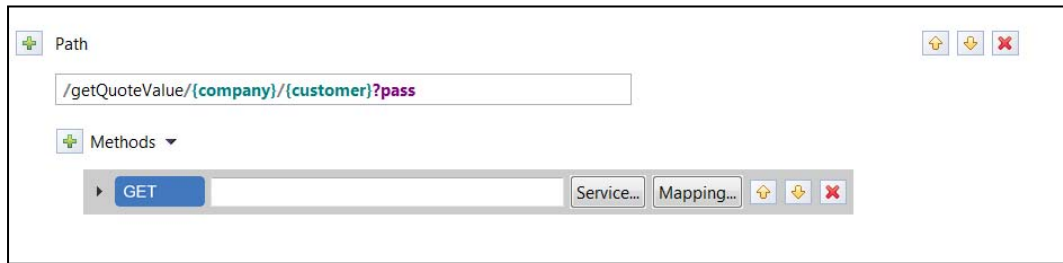 Path
/getQuoteValue/{company}/{customer}?pass
Methods
GET Service... Mapping...